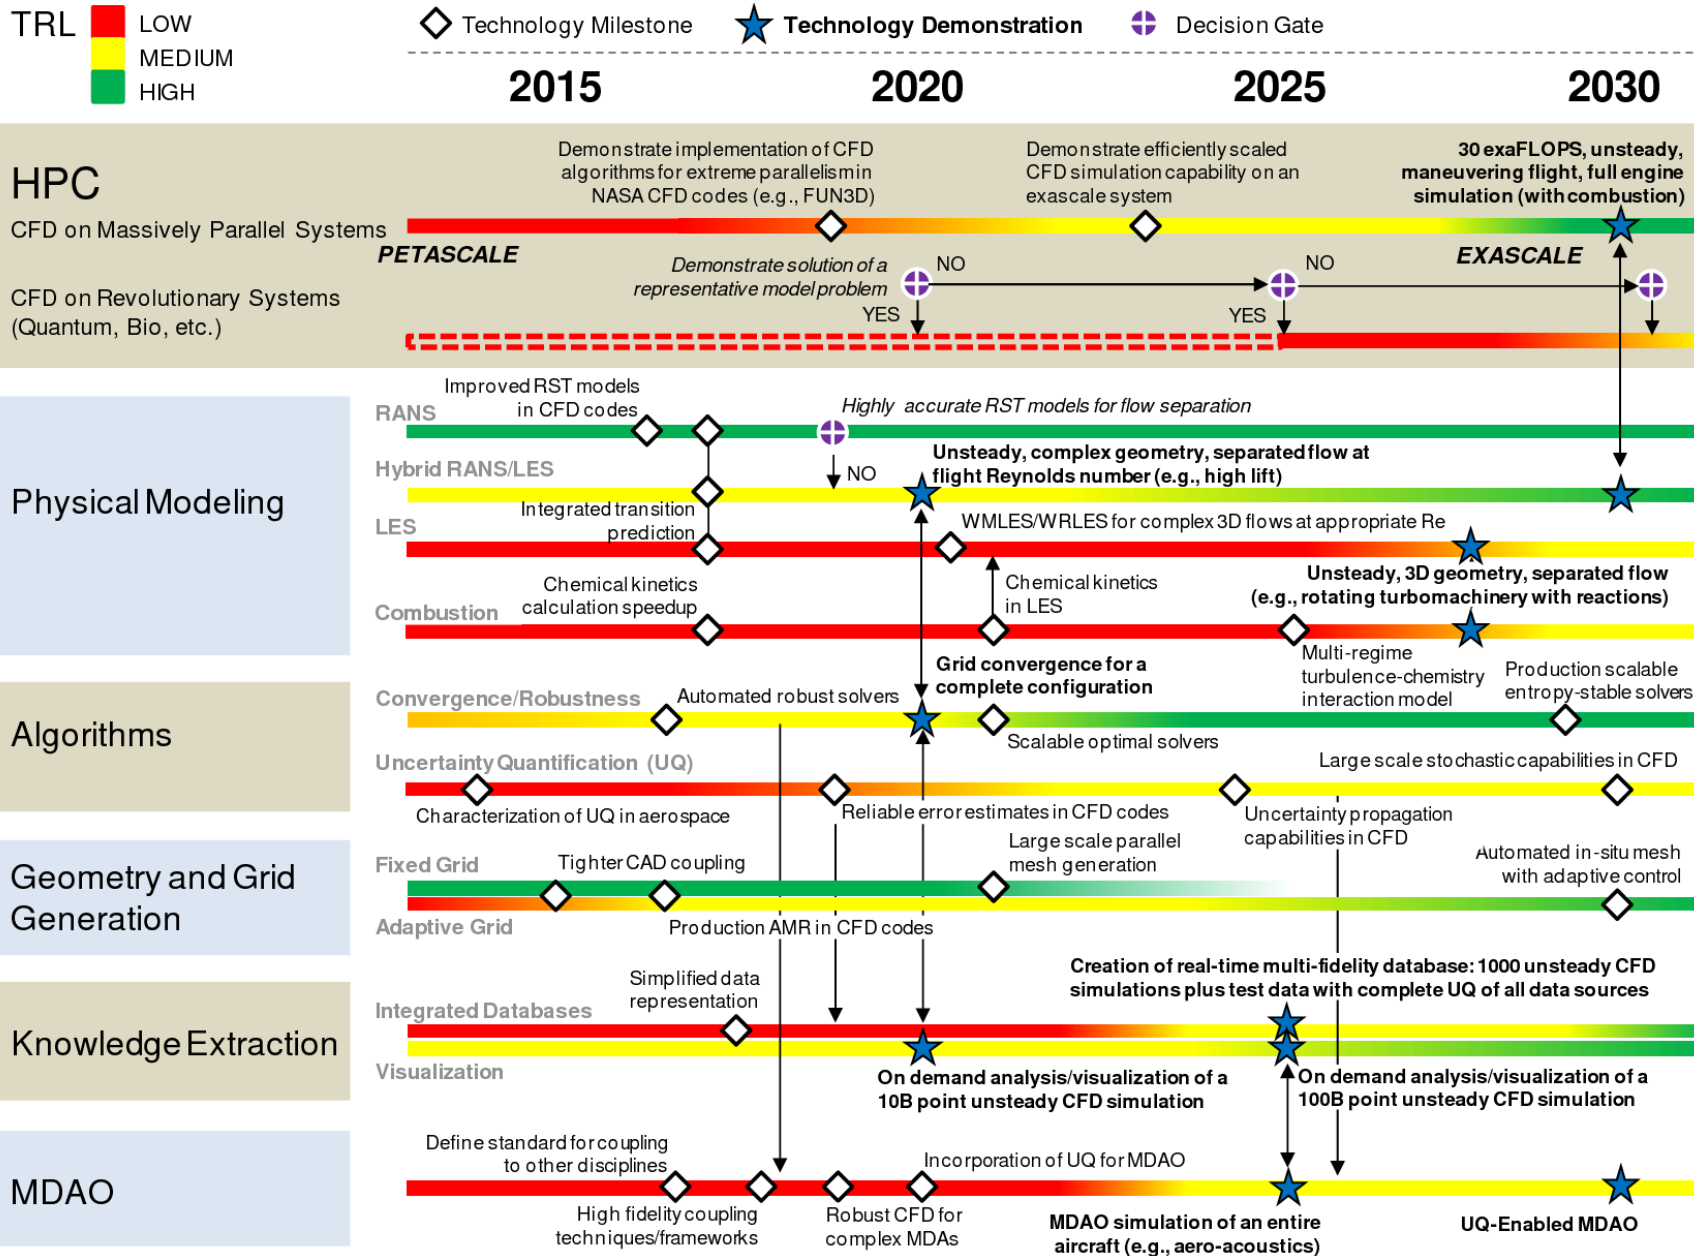 TRL
LOW
MEDIUM
HIGH
Technology Milestone
Technology Demonstration
Decision Gate
2015
2020
2025
2030
HPC
CFD on Massively Parallel Systems
Demonstrate implementation of CFD
algorithms for extreme parallelism in
NASA CFD codes (e.g., FUN3D)
Demonstrate efficiently scaled
CFD simulation capability on an
exascale system
30 exaFLOPS, unsteady,
maneuvering flight, full engine
simulation (with combustion)
PETASCALE
EXASCALE
CFD on Revolutionary Systems
(Quantum, Bio, etc.)
Demonstrate solution of a
representative model problem
NO
YES
NO
YES
Physical Modeling
RANS
Improved RST models
in CFD codes
Highly accurate RST models for flow separation
Hybrid RANS/LES
NO
Unsteady, complex geometry, separated flow at
flight Reynolds number (e.g., high lift)
LES
Integrated transition
prediction
WMLES/WRLES for complex 3D flows at appropriate Re
Unsteady, 3D geometry, separated flow
(e.g., rotating turbomachinery with reactions)
Combustion
Chemical kinetics
calculation speedup
Chemical kinetics
in LES
Multi-regime
turbulence-chemistry
interaction model
Algorithms
Convergence/Robustness
Automated robust solvers
Grid convergence for a
complete configuration
Scalable optimal solvers
Production scalable
entropy-stable solvers
Uncertainty Quantification (UQ)
Characterization of UQ in aerospace
Reliable error estimates in CFD codes
Uncertainty propagation
capabilities in CFD
Large scale stochastic capabilities in CFD
Geometry and Grid
Generation
Fixed Grid
Tighter CAD coupling
Large scale parallel
mesh generation
Automated in-situ mesh
with adaptive control
Adaptive Grid
Production AMR in CFD codes
Knowledge Extraction
Integrated Databases
Simplified data
representation
Creation of real-time multi-fidelity database: 1000 unsteady CFD
simulations plus test data with complete UQ of all data sources
Visualization
On demand analysis/visualization of a
10B point unsteady CFD simulation
On demand analysis/visualization of a
100B point unsteady CFD simulation
MDAO
Define standard for coupling
to other disciplines
High fidelity coupling
techniques/frameworks
Incorporation of UQ for MDAO
Robust CFD for
complex MDAs
MDAO simulation of an entire
aircraft (e.g., aero-acoustics)
UQ-Enabled MDAO